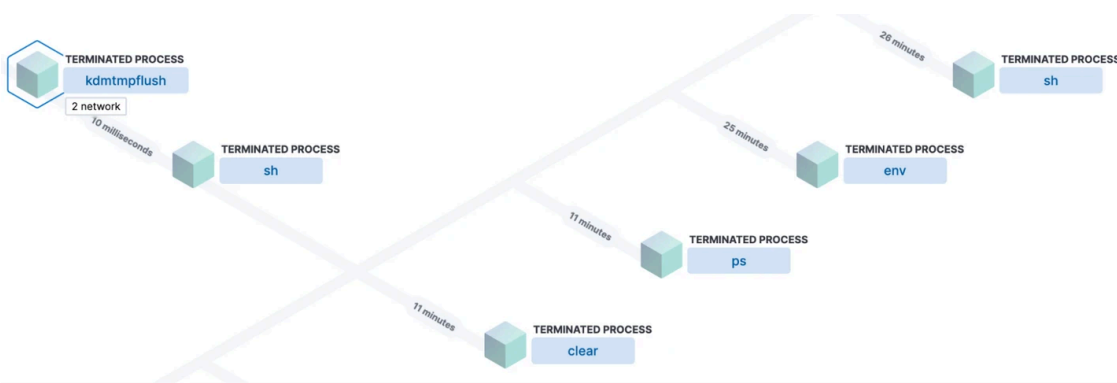 TERMINATED PROCESS
kdmtmpflush
2 network
10 milliseconds
TERMINATED PROCESS
sh
26 minutes
TERMINATED PROCESS
sh
25 minutes
TERMINATED PROCESS
env
11 minutes
TERMINATED PROCESS
ps
11 minutes
TERMINATED PROCESS
clear